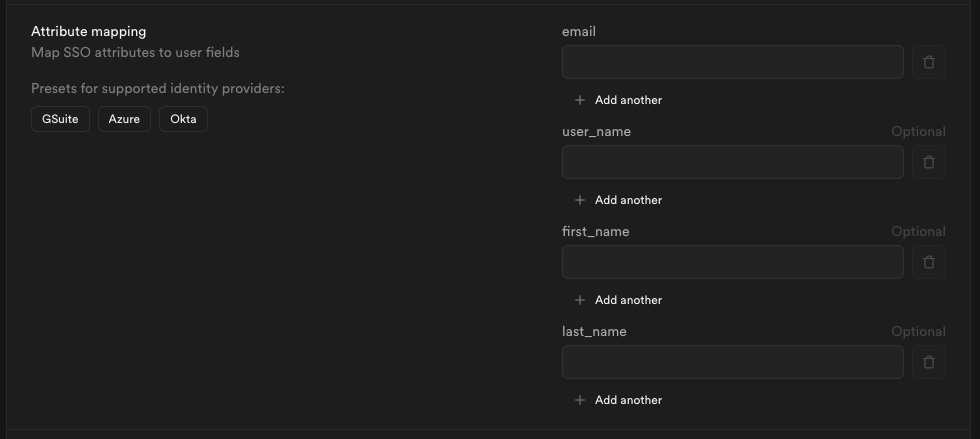 Attribute mapping
Map SSO attributes to user fields
Presets for supported identity providers:
GSuite Azure Okta
email
Add another
user_name Optional
Add another
first_name Optional
Add another
last_name Optional
Add another